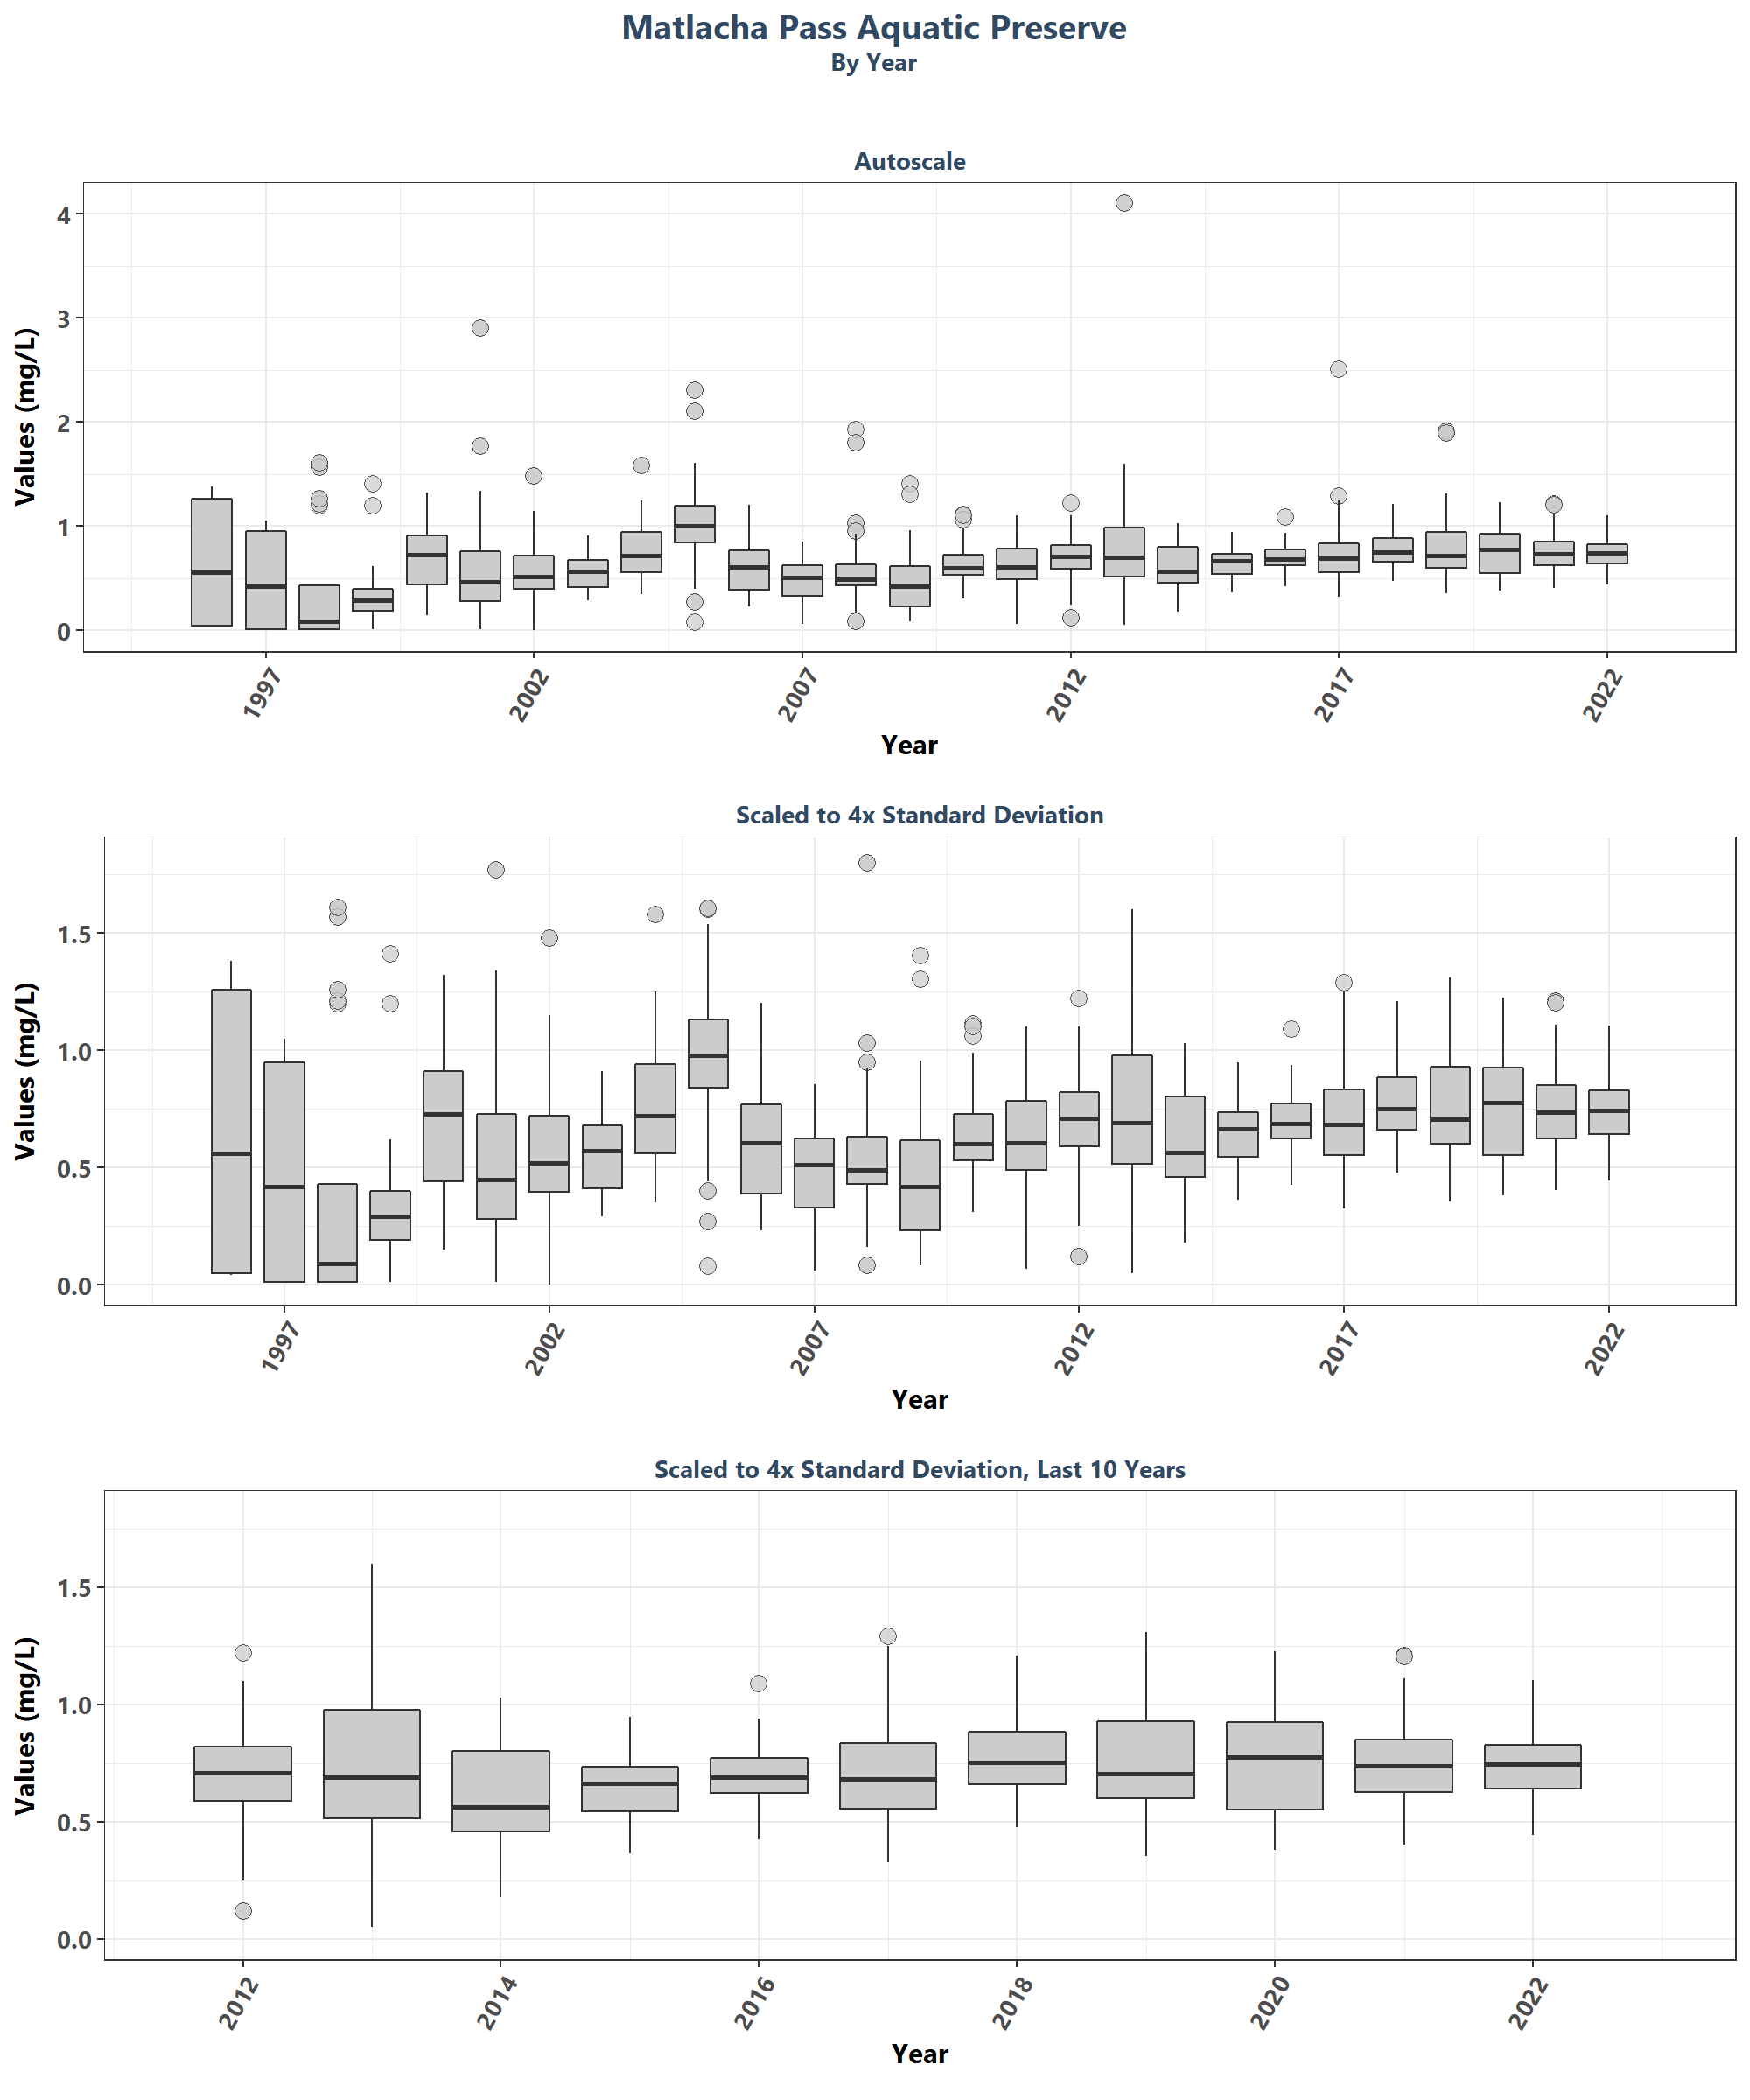 Matlacha Pass Aquatic Preserve
By Year
Autoscale
Values (mg/L)
4
3
2
1
0
1997 2002 2007 2012 2017 2022
Year
Scaled to 4x Standard Deviation
Values (mg/L)
1.5
1.0
0.5
0.0
1997 2002 2007 2012 2017 2022
Year
Scaled to 4x Standard Deviation, Last 10 Years
Values (mg/L)
1.5
1.0
0.5
0.0
2012 2014 2016 2018 2020 2022
Year